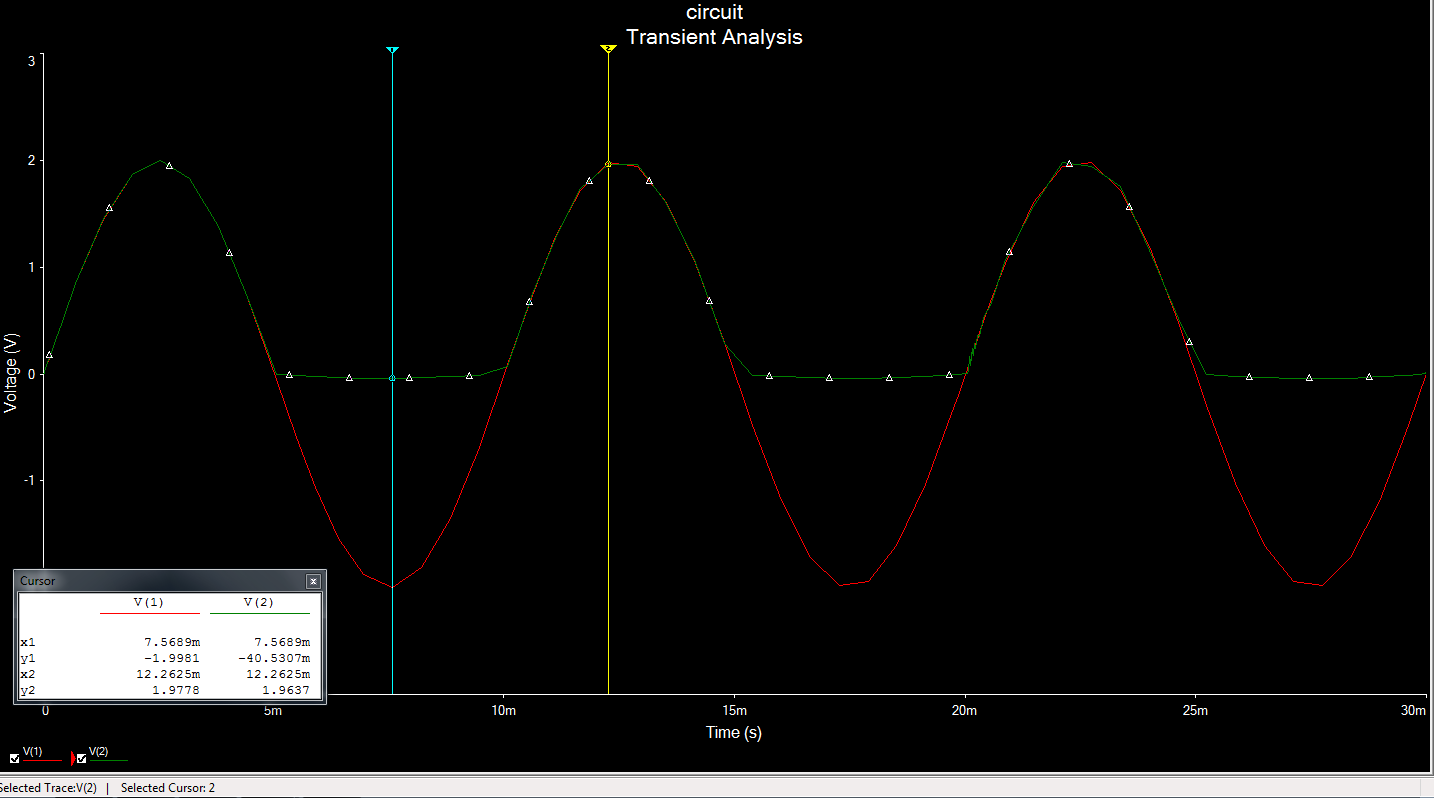 circuit
Transient Analysis
1
2
3
2
1
0
-1
Voltage (V)
Cursor
x
V(1) V(2)
x1 7.5689m 7.5689m
y1 -1.9981 -40.5307m
x2 12.2625m 12.2625m
y2 1.9778 1.9637
0 5m 10m 15m 20m 25m 30m
Time (s)
V(1) V(2)
Selected Trace:V(2) | Selected Cursor: 2